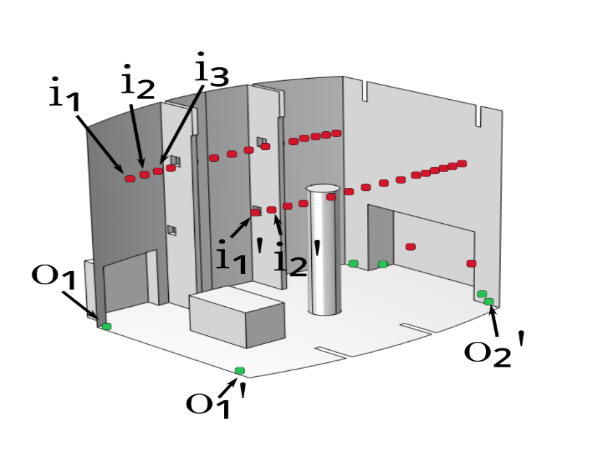 i₁
i₂
i₃
i₁' i₂'
o₁
o₂'
o₁'